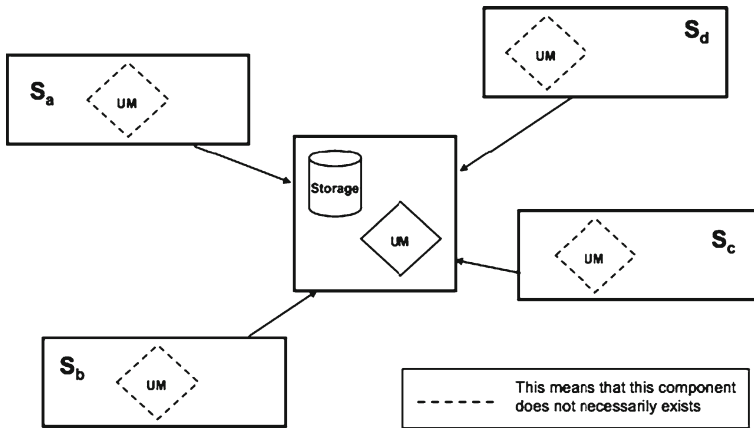 S_d
UM
S_a
UM
Storage
UM
S_c
UM
S_b
UM
This means that this component
does not necessarily exists